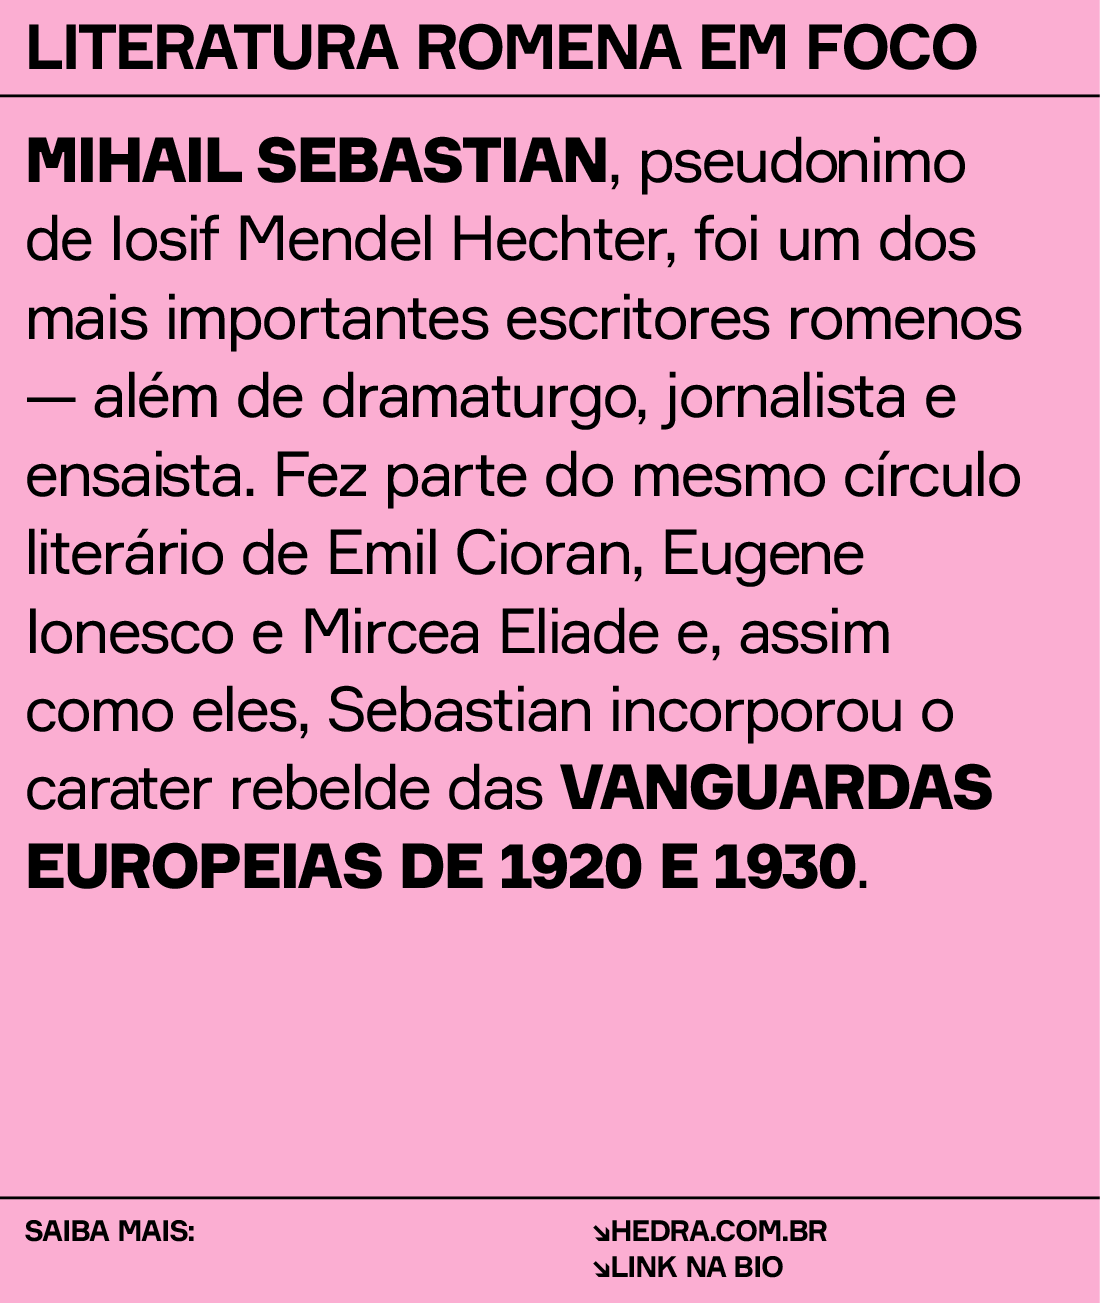 LITERATURA ROMENA EM FOCO
MIHAIL SEBASTIAN, pseudonimo
de Iosif Mendel Hechter, foi um dos
mais importantes escritores romenos
— além de dramaturgo, jornalista e
ensaista. Fez parte do mesmo círculo
literário de Emil Cioran, Eugene
Ionesco e Mircea Eliade e, assim
como eles, Sebastian incorporou o
carater rebelde das VANGUARDAS
EUROPEIAS DE 1920 E 1930.
SAIBA MAIS:
↘HEDRA.COM.BR
↘LINK NA BIO